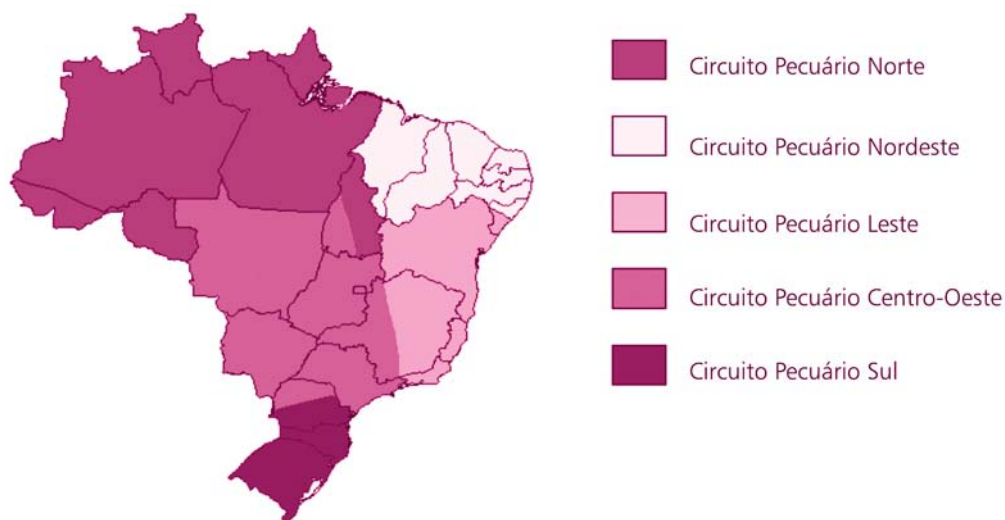 Circuito Pecuário Norte
Circuito Pecuário Nordeste
Circuito Pecuário Leste
Circuito Pecuário Centro-Oeste
Circuito Pecuário Sul